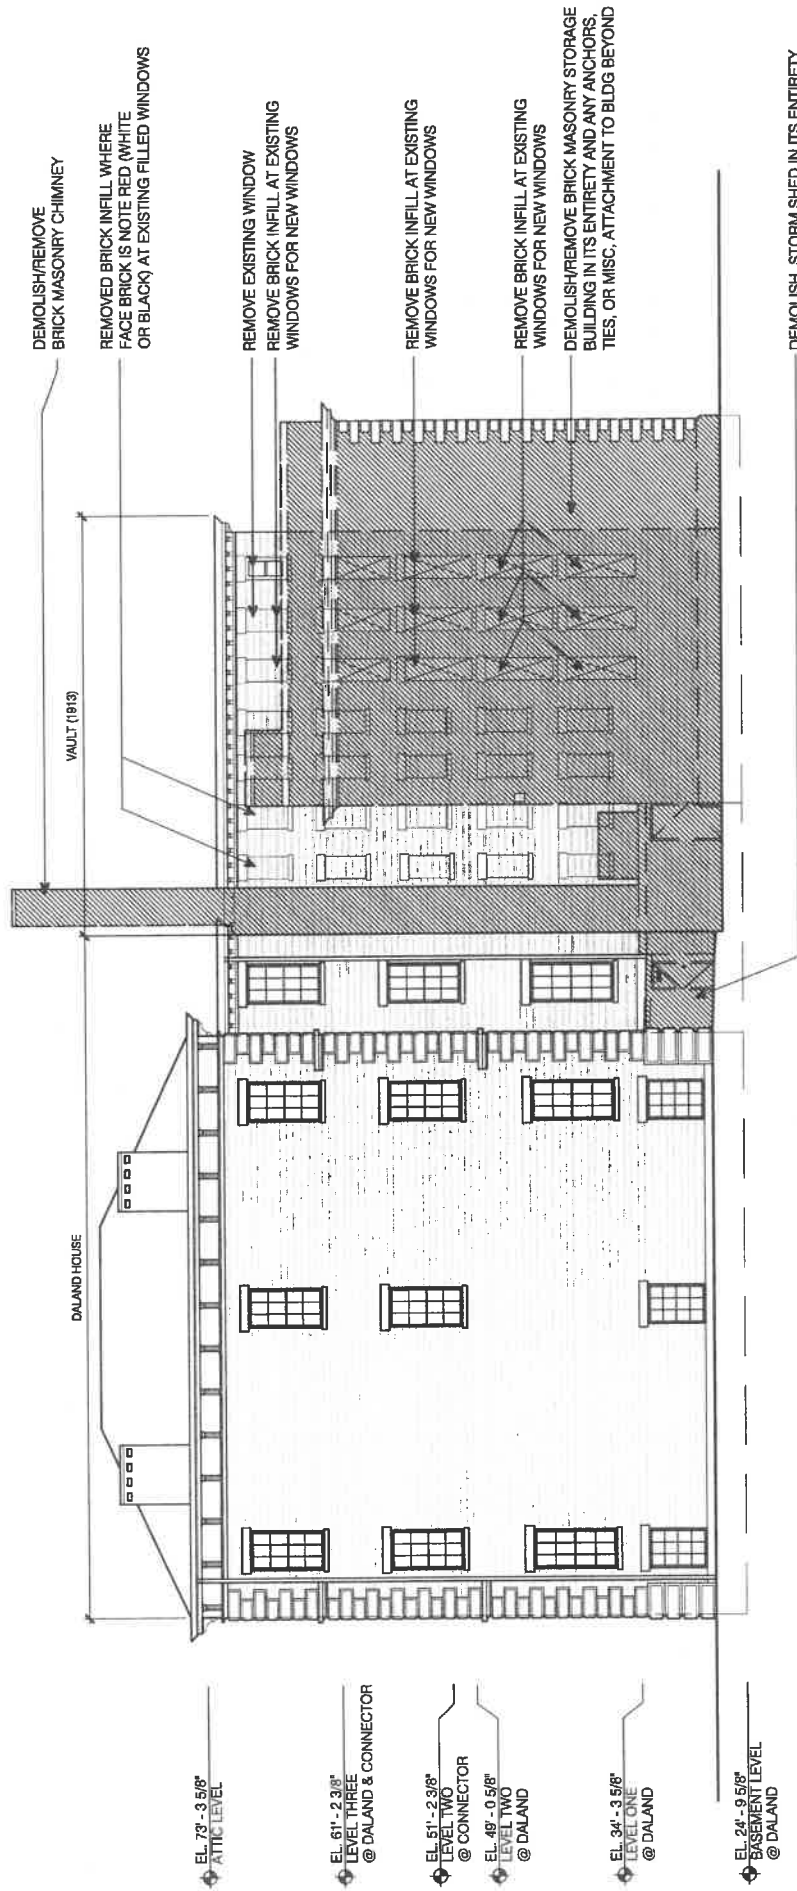 DEMOLISH/REMOVE
BRICK MASONRY CHIMNEY
REMOVED BRICK INFILL WHERE
FACE BRICK IS NOTE RED (WHITE
OR BLACK) AT EXISTING FILLED WINDOWS
REMOVE EXISTING WINDOW
REMOVE BRICK INFILL AT EXISTING
WINDOWS FOR NEW WINDOWS
REMOVE BRICK INFILL AT EXISTING
WINDOWS FOR NEW WINDOWS
REMOVE BRICK INFILL AT EXISTING
WINDOWS FOR NEW WINDOWS
DEMOLISH/REMOVE BRICK MASONRY STORAGE
BUILDING IN ITS ENTIRETY AND ANY ANCHORS,
TIES, OR MISC, ATTACHMENT TO BLDG BEYOND
DEMOLISH STORM SHED IN ITS ENTIRETY
VAULT (1913)
DALAND HOUSE
EL. 73' - 3 5/8"
ATTIC LEVEL
EL. 61' - 2 3/8"
LEVEL THREE
@ DALAND & CONNECTOR
EL. 51' - 2 3/8"
LEVEL TWO
@ CONNECTOR
EL. 49' - 0 5/8"
LEVEL TWO
@ DALAND
EL. 34' - 3 5/8"
LEVEL ONE
@ DALAND
EL. 24' - 9 5/8"
BASEMENT LEVEL
@ DALAND